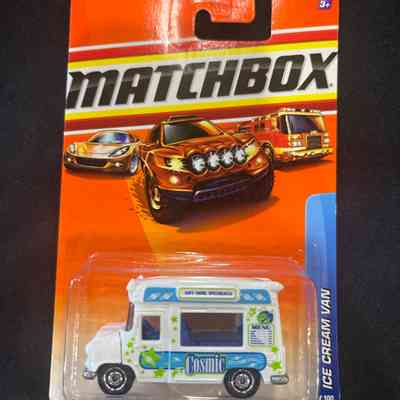 3+
MATCHBOX
ICE CREAM VAN
SOFT SERVE SPECIALISTS
MENU
Cosmic